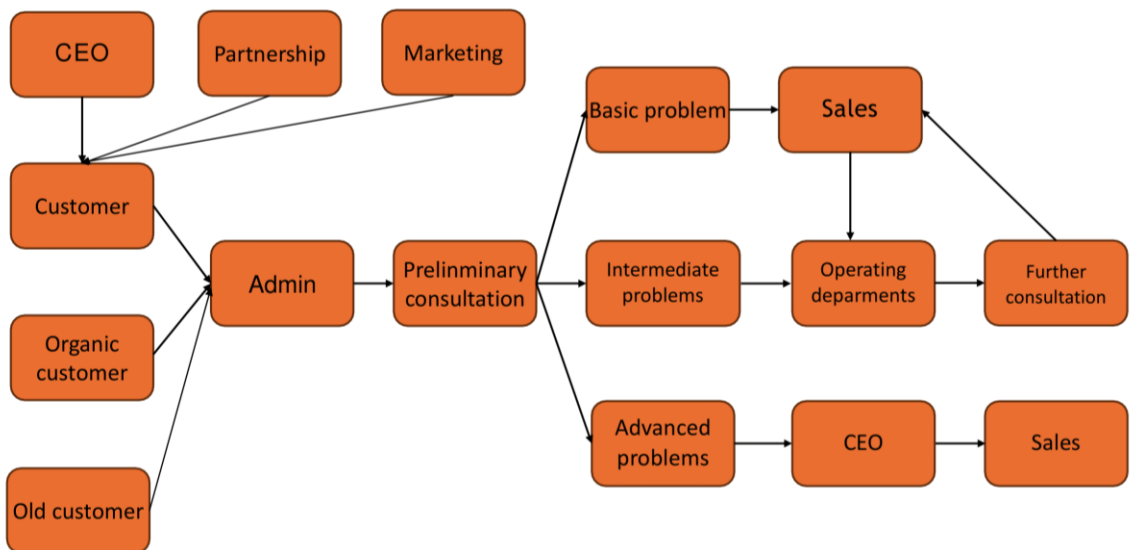 CEO
Partnership
Marketing
Customer
Organic
customer
Old customer
Admin
Prelinminary
consultation
Basic problem
Sales
Intermediate
problems
Operating
deparments
Further
consultation
Advanced
problems
CEO
Sales